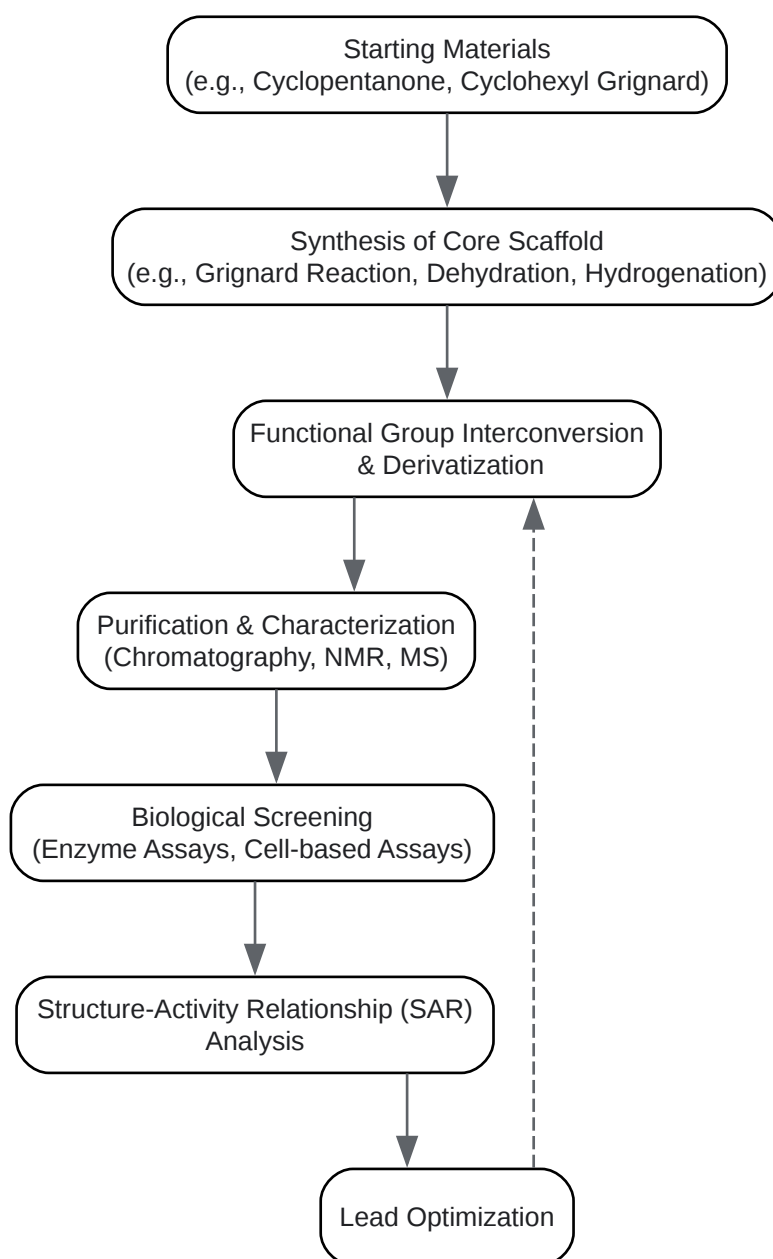 Starting Materials
(e.g., Cyclopentanone, Cyclohexyl Grignard)
Synthesis of Core Scaffold
(e.g., Grignard Reaction, Dehydration, Hydrogenation)
Functional Group Interconversion
& Derivatization
Purification & Characterization
(Chromatography, NMR, MS)
Biological Screening
(Enzyme Assays, Cell-based Assays)
Structure-Activity Relationship (SAR)
Analysis
Lead Optimization